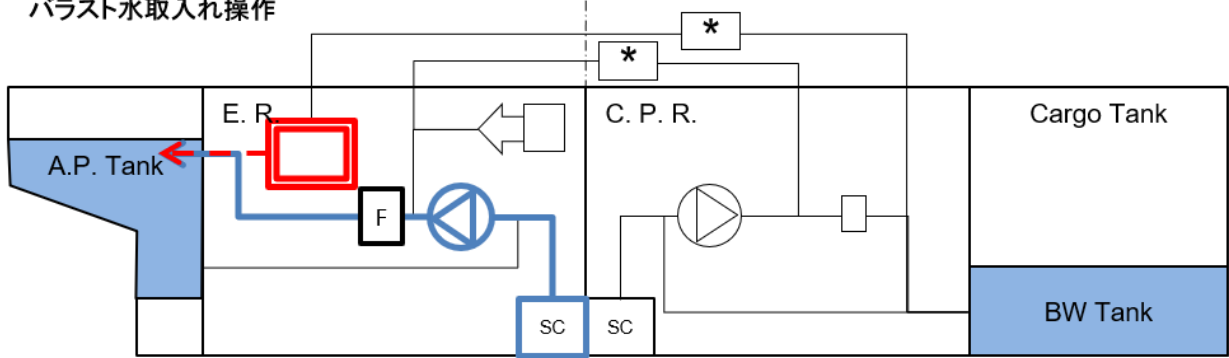 バラスト水取入れ操作
*
*
E. R.
C. P. R.
Cargo Tank
A.P. Tank
F
BW Tank
SC
SC